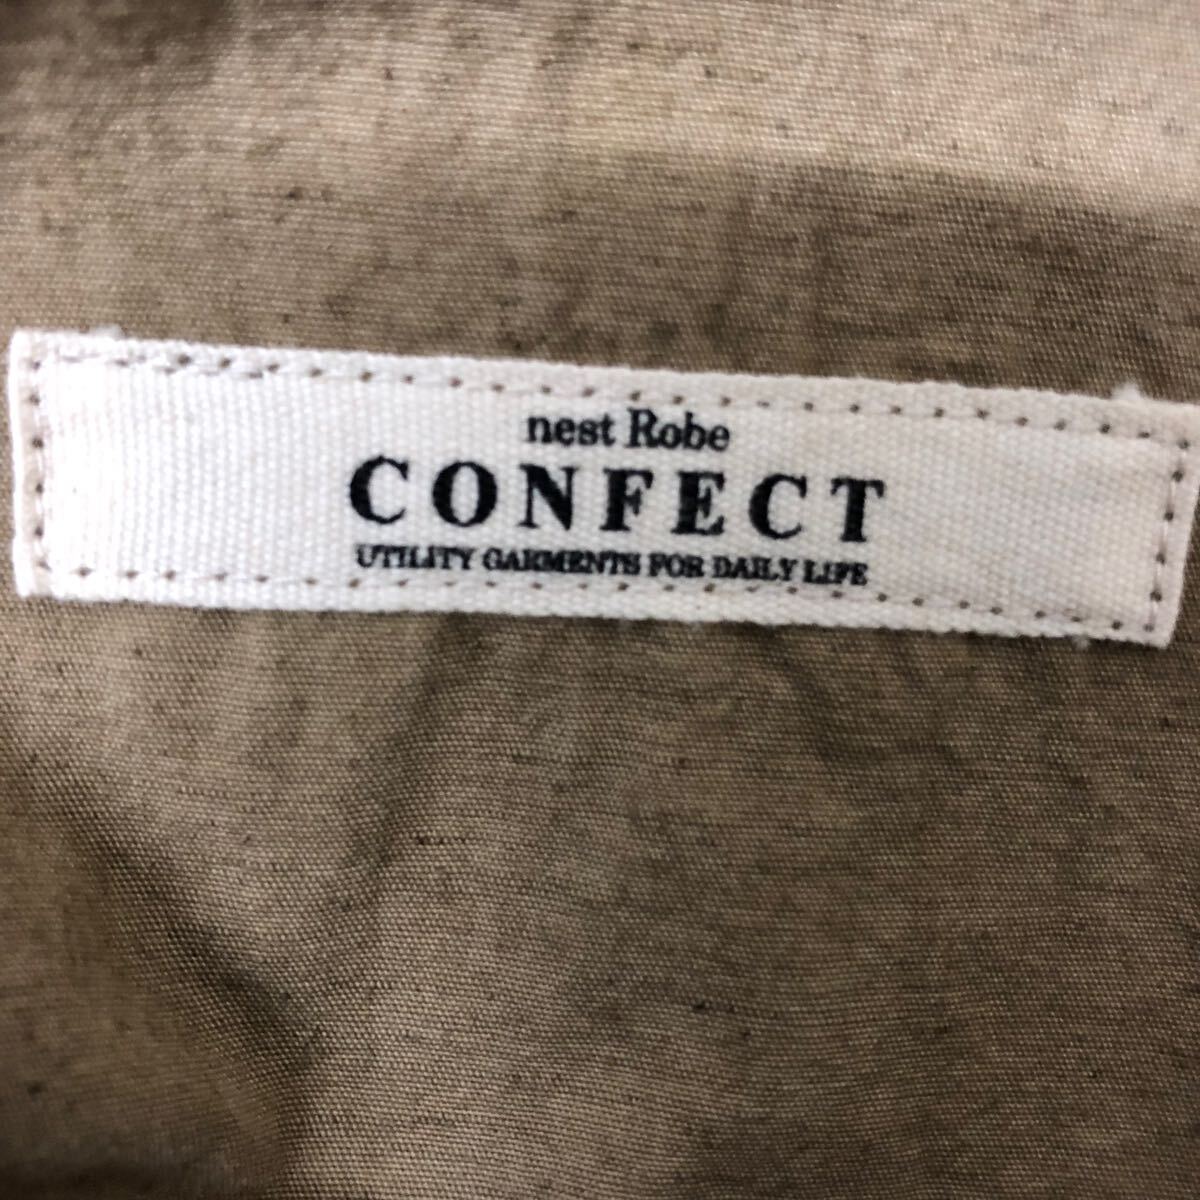 nest Robe
CONFECT
UTILITY GARMENTS FOR DAILY LIFE